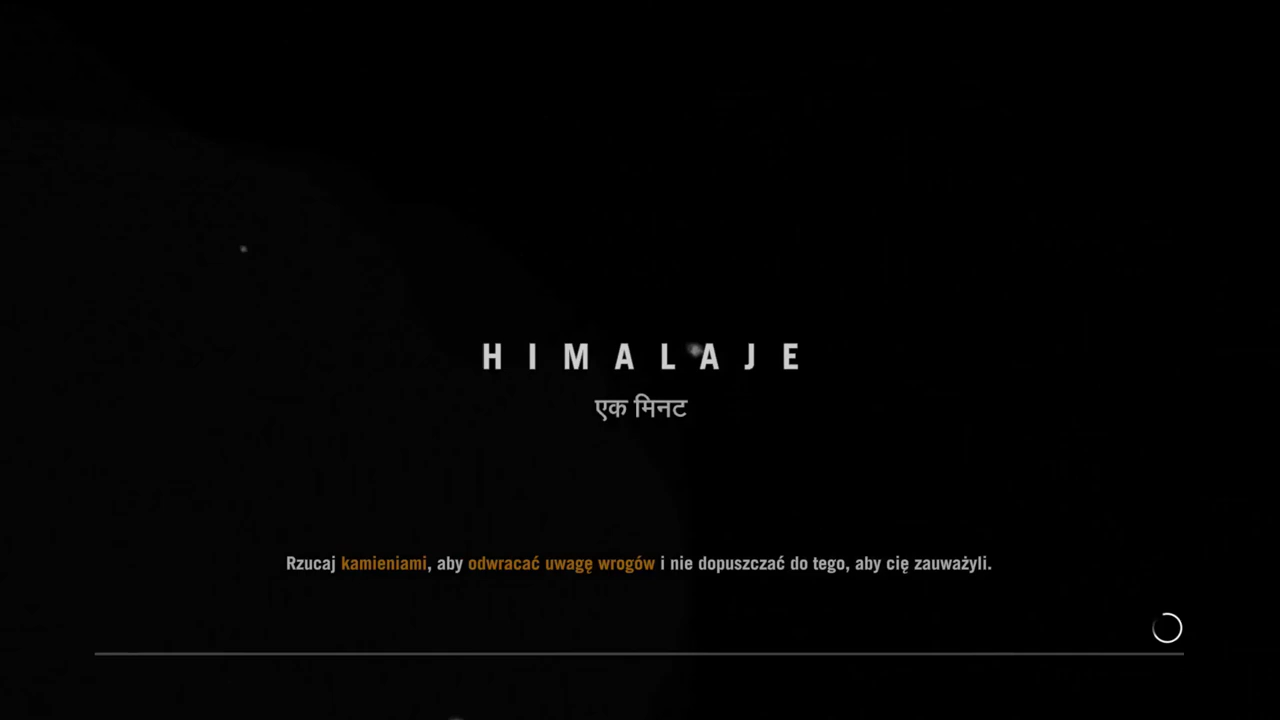 HIMALAJE
एक मिनट
Rzucaj kamieniami, aby odwracać uwagę wrogów i nie dopuszczać do tego, aby cię zauważyli.